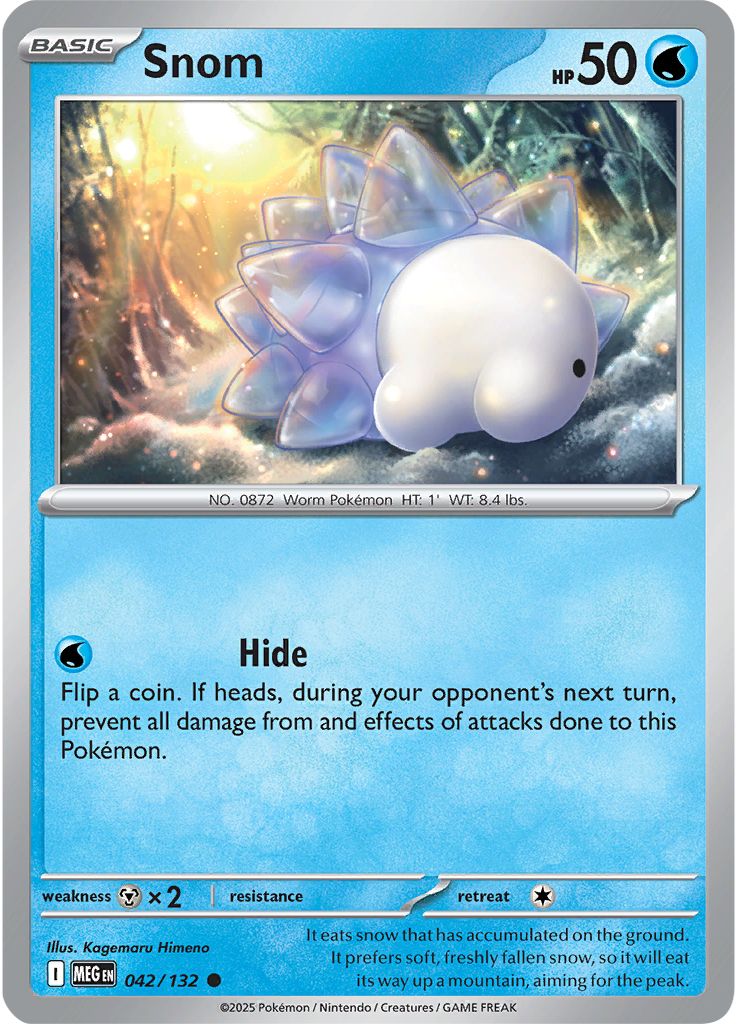 BASIC
Snom
HP 50
NO. 0872 Worm Pokémon HT: 1' WT: 8.4 lbs.
Hide
Flip a coin. If heads, during your opponent's next turn,
prevent all damage from and effects of attacks done to this
Pokémon.
weakness ×2 resistance retreat
Illus. Kagemaru Himeno
It eats snow that has accumulated on the ground.
It prefers soft, freshly fallen snow, so it will eat
its way up a mountain, aiming for the peak.
I MEG EN 042/132
©2025 Pokémon / Nintendo / Creatures / GAME FREAK